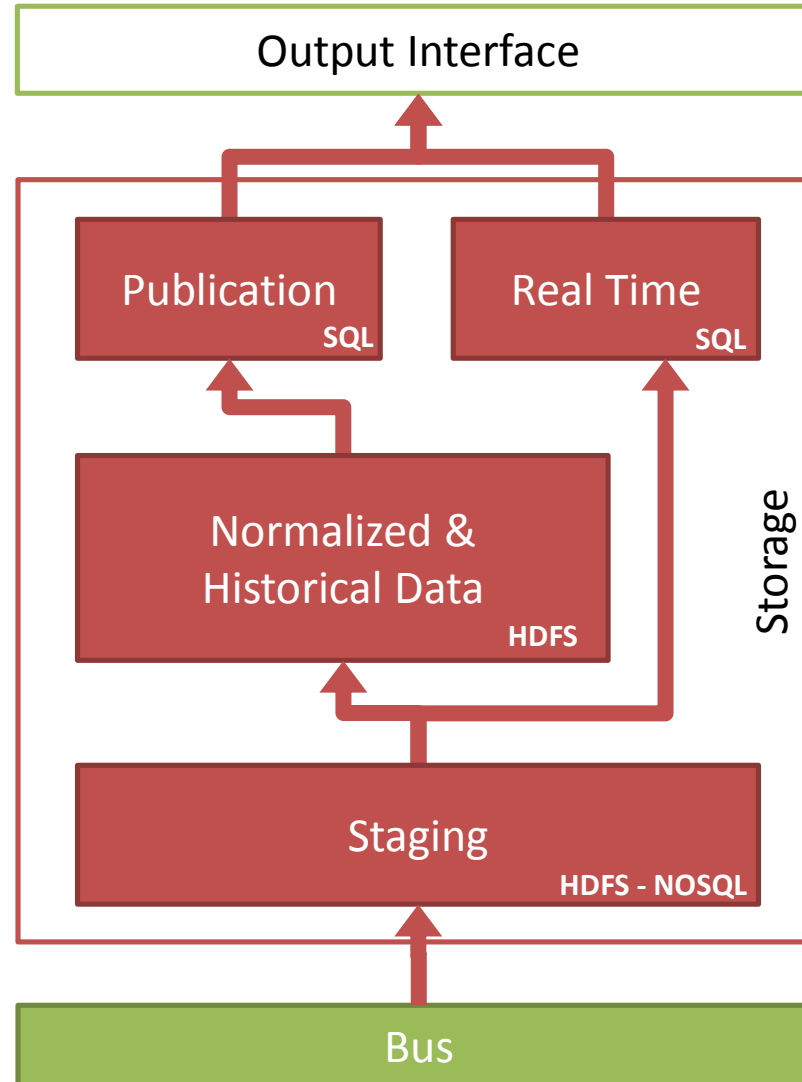 Output Interface
Publication
SQL
Real Time
SQL
Normalized &
Historical Data
HDFS
Storage
Staging
HDFS - NOSQL
Bus